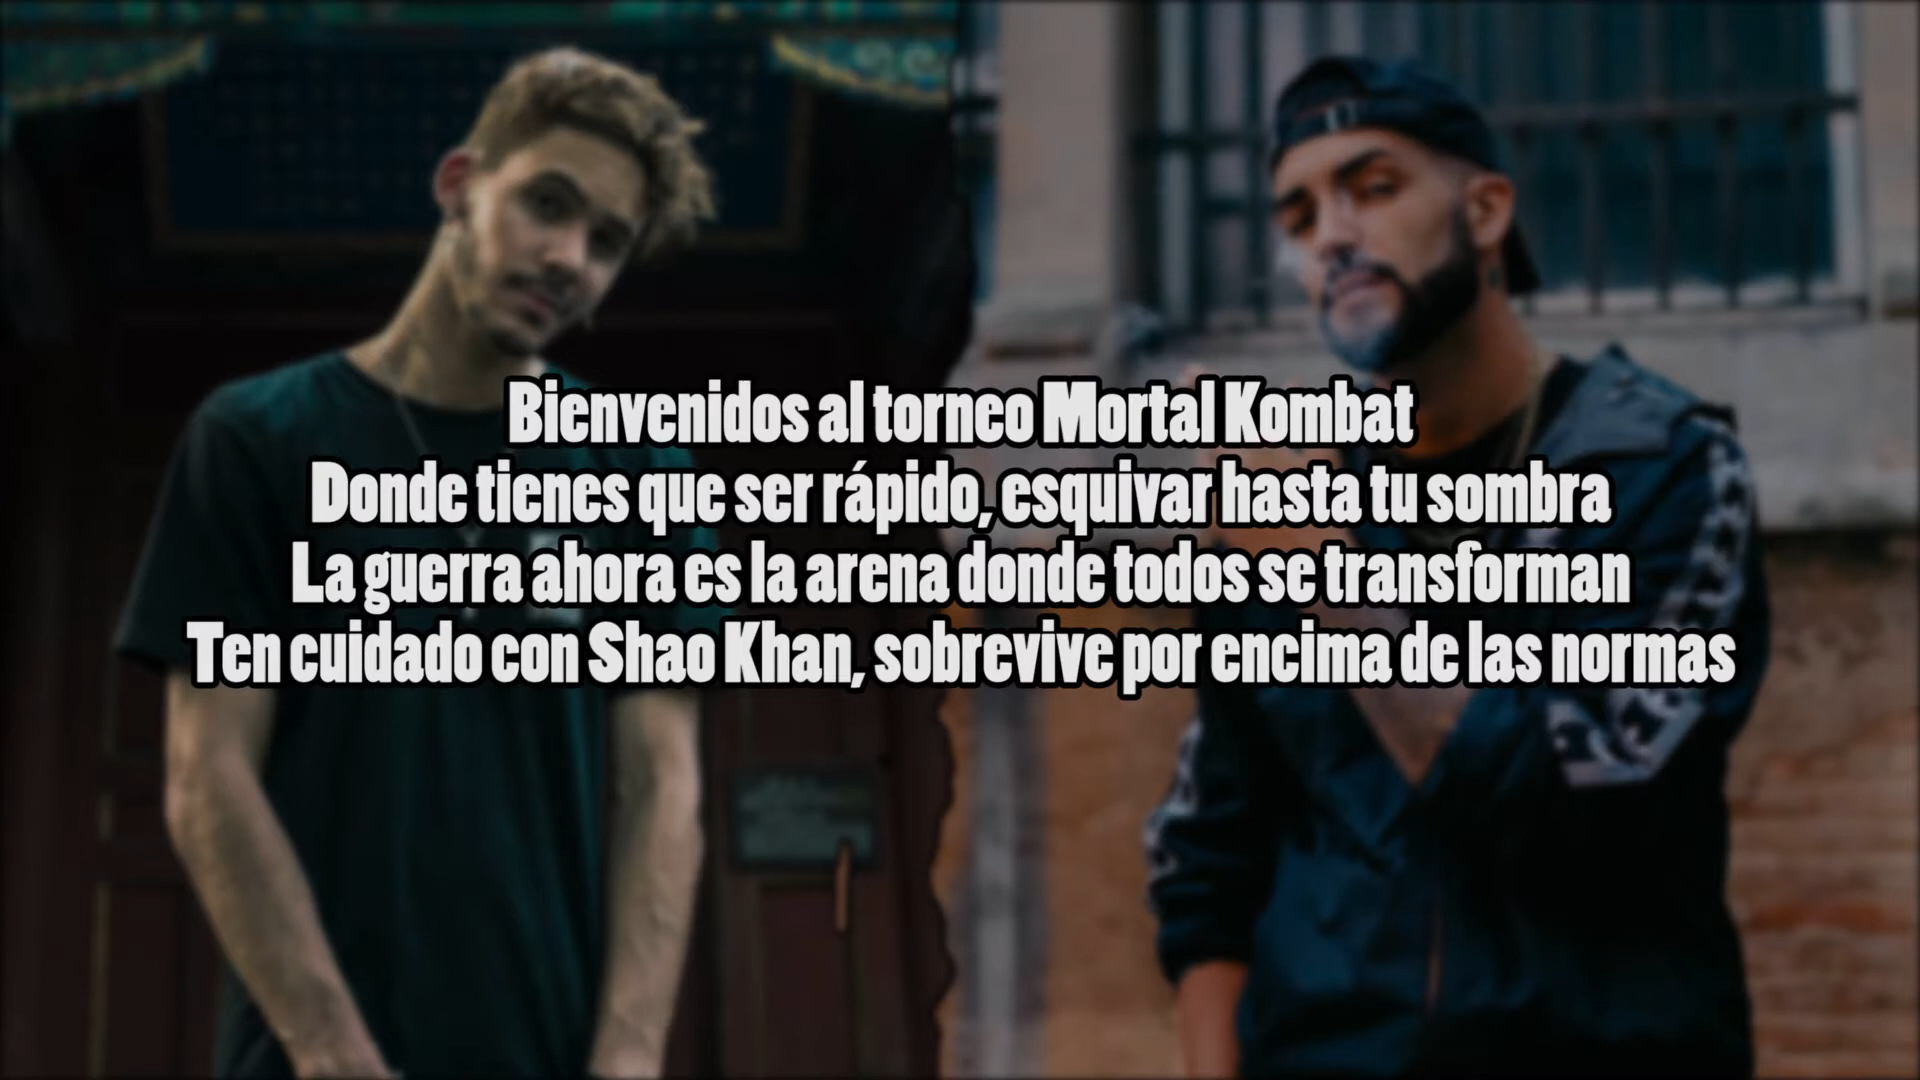 Bienvenidos al torneo Mortal Kombat
Donde tienes que ser rápido, esquivar hasta tu sombra
La guerra ahora es la arena donde todos se transforman
Ten cuidado con Shao Khan, sobrevive por encima de las normas